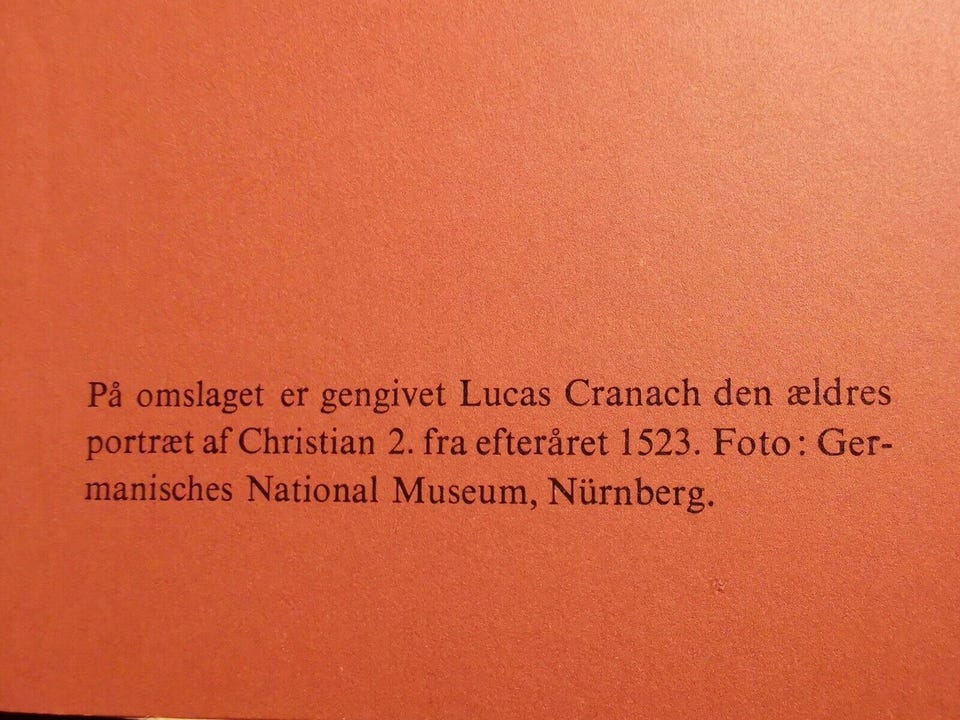 På omslaget er gengivet Lucas Cranach den ældres
portræt af Christian 2. fra efteråret 1523. Foto: Ger-
manisches National Museum, Nürnberg.